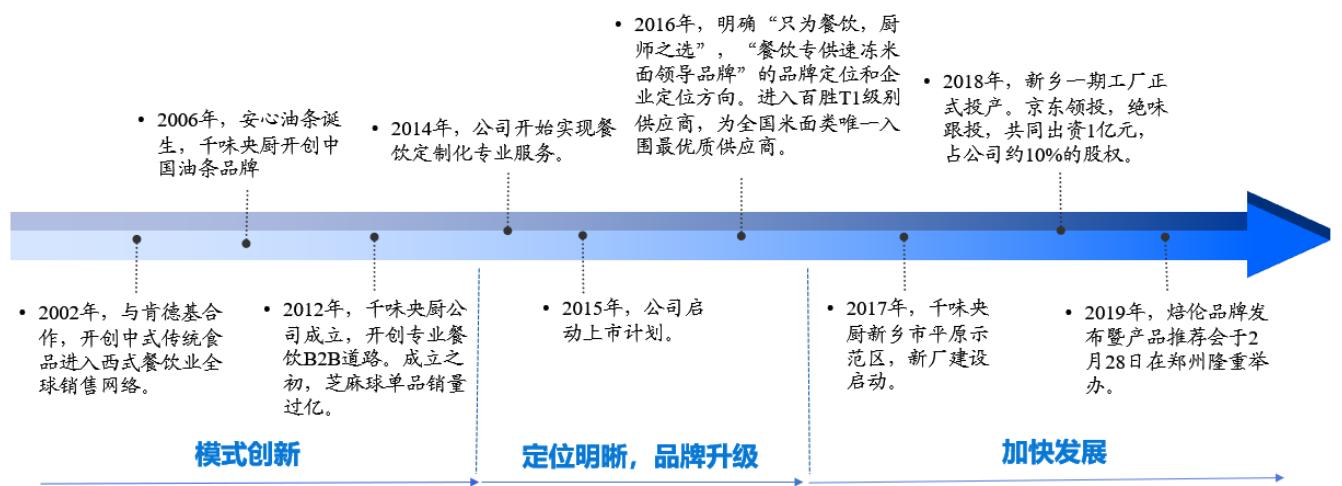 • 2016年，明确“只为餐饮，厨
师之选”，“餐饮专供速冻米
面领导品牌”的品牌定位和企
业定位方向。进入百胜T1级别
供应商，为全国米面类唯一入
围最优质供应商。
• 2018年，新乡一期工厂正
式投产。京东领投，绝味
跟投，共同出资1亿元，
占公司约10%的股权。
• 2006年，安心油条诞
生，千味央厨开创中
国油条品牌
• 2014年，公司开始实现餐
饮定制化专业服务。
• 2002年，与肯德基合
作，开创中式传统食
品进入西式餐饮业全
球销售网络。
• 2012年，千味央厨公
司成立，开创专业餐
饮B2B道路。成立之
初，芝麻球单品销量
过亿。
• 2015年，公司启
动上市计划。
• 2017年，千味央
厨新乡市平原示
范区，新厂建设
启动。
• 2019年，焙伦品牌发
布暨产品推荐会于2
月28日在郑州隆重举
办。
模式创新
定位明晰，品牌升级
加快发展